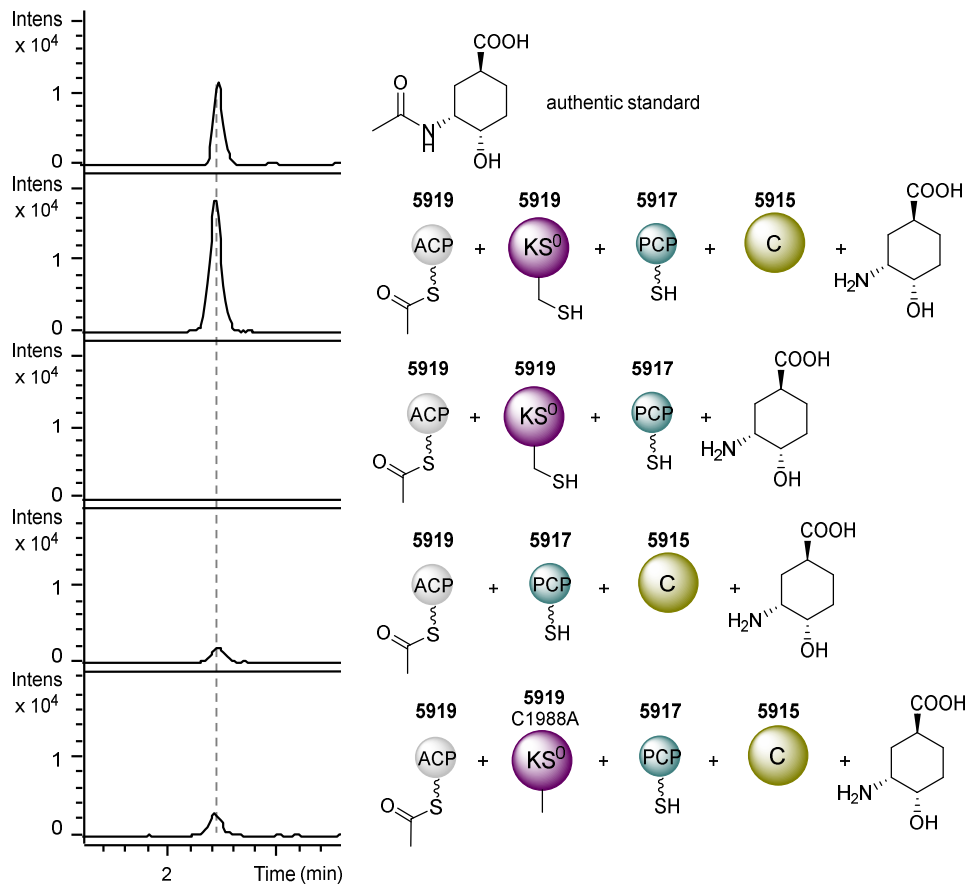 Intens
x 10⁴
1
0
COOH
O
N
H
OH
authentic standard
Intens
x 10⁴
1
0
5919 5919 5917 5915
COOH
ACP + KS⁰ + PCP + C +
O S SH SH H₂N OH
Intens
x 10⁴
1
0
5919 5919 5917
COOH
ACP + KS⁰ + PCP +
O S SH SH H₂N OH
Intens
x 10⁴
1
0
5919 5917 5915
COOH
ACP + PCP + C +
O S SH H₂N OH
Intens
x 10⁴
1
0
5919 5919 5917 5915
C1988A
COOH
ACP + KS⁰ + PCP + C +
O S SH H₂N OH
2 Time (min)